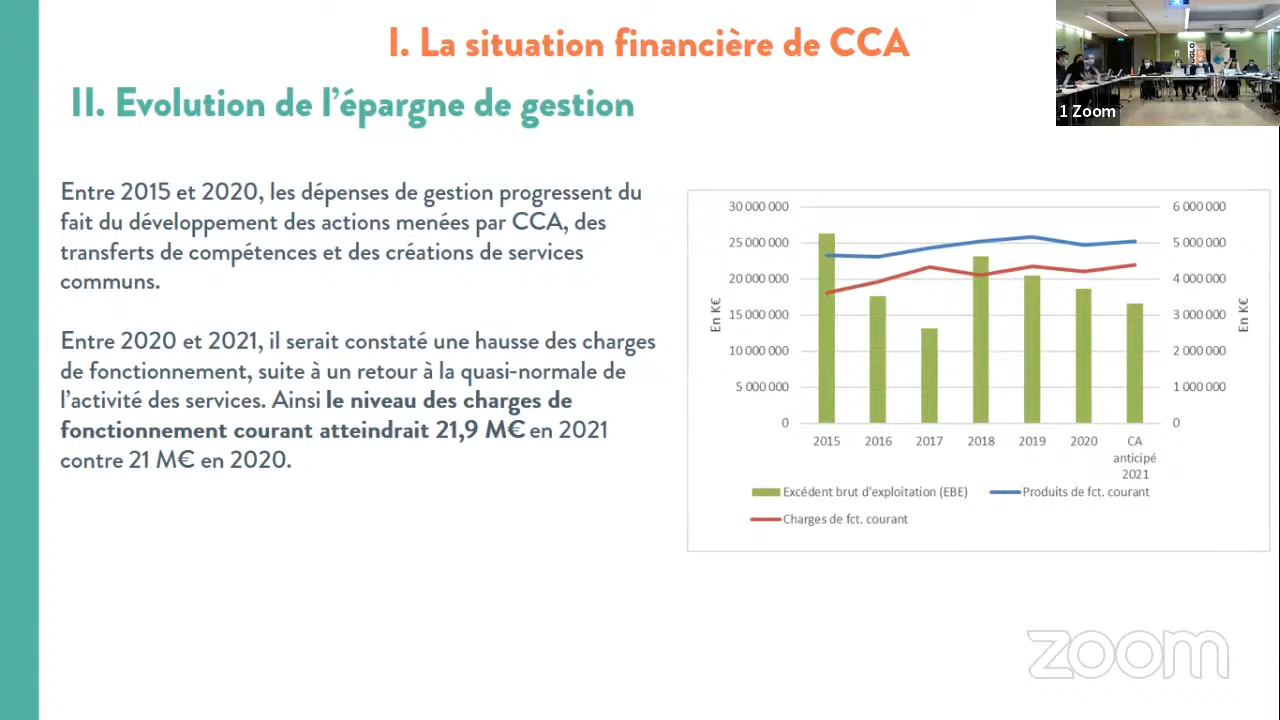 I. La situation financière de CCA
II. Evolution de l'épargne de gestion
1 Zoom
Entre 2015 et 2020, les dépenses de gestion progressent du
fait du développement des actions menées par CCA, des
transferts de compétences et des créations de services
communs.
Entre 2020 et 2021, il serait constaté une hausse des charges
de fonctionnement, suite à un retour à la quasi-normale de
l'activité des services. Ainsi le niveau des charges de
fonctionnement courant atteindrait 21,9 M€ en 2021
contre 21 M€ en 2020.
30 000 000
25 000 000
20 000 000
15 000 000
10 000 000
5 000 000
0
En K€
6 000 000
5 000 000
4 000 000
3 000 000
2 000 000
1 000 000
0
En K€
2015 2016 2017 2018 2019 2020 CA
anticipé
2021
Excédent brut d'exploitation (EBE) Produits de fct. courant
Charges de fct. courant
zoom